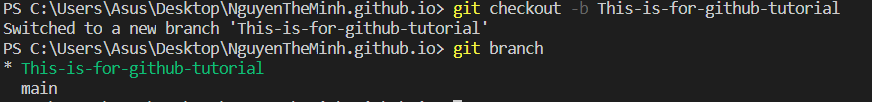 PS C:\Users\Asus\Desktop\NguyenTheMinh.github.io> git checkout -b This-is-for-github-tutorial
Switched to a new branch 'This-is-for-github-tutorial'
PS C:\Users\Asus\Desktop\NguyenTheMinh.github.io> git branch
* This-is-for-github-tutorial
  main